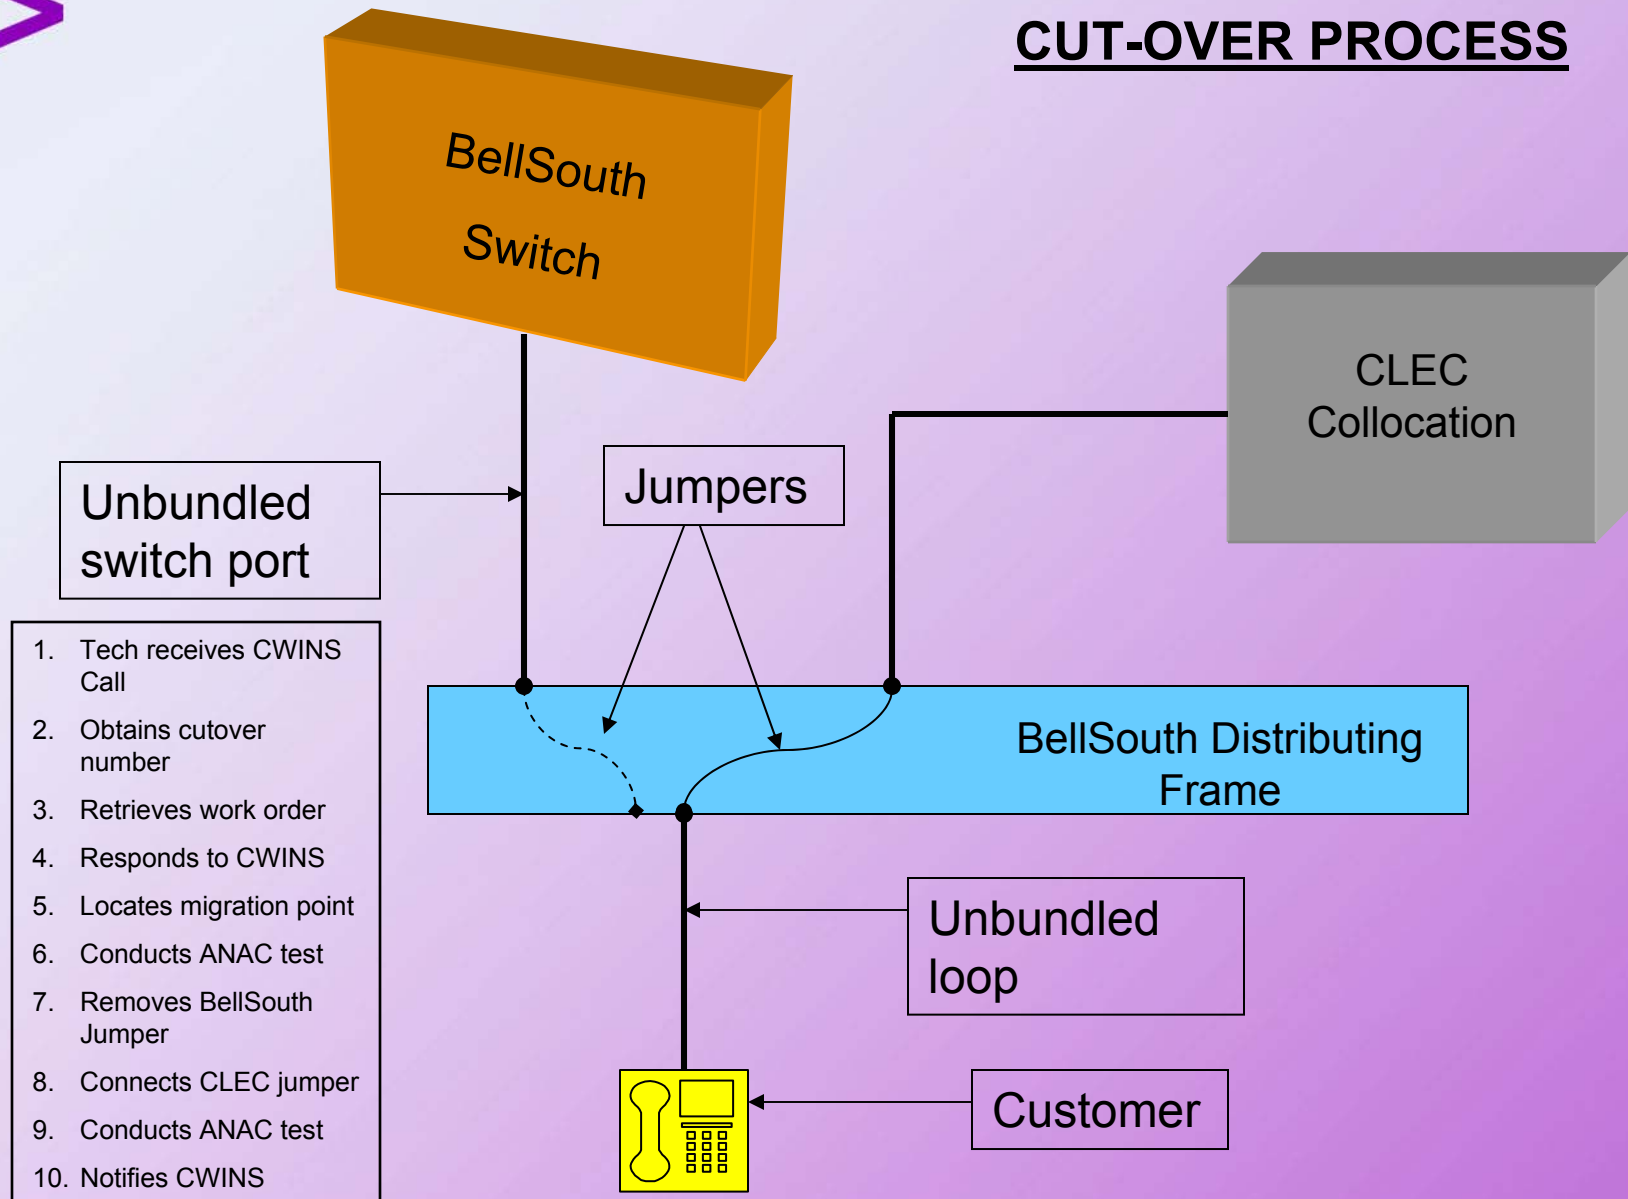 CUT-OVER PROCESS
BellSouth
Switch
CLEC
Collocation
Unbundled
switch port
Jumpers
BellSouth Distributing
Frame
Unbundled
loop
Customer
1. Tech receives CWINS
Call
2. Obtains cutover
number
3. Retrieves work order
4. Responds to CWINS
5. Locates migration point
6. Conducts ANAC test
7. Removes BellSouth
Jumper
8. Connects CLEC jumper
9. Conducts ANAC test
10. Notifies CWINS